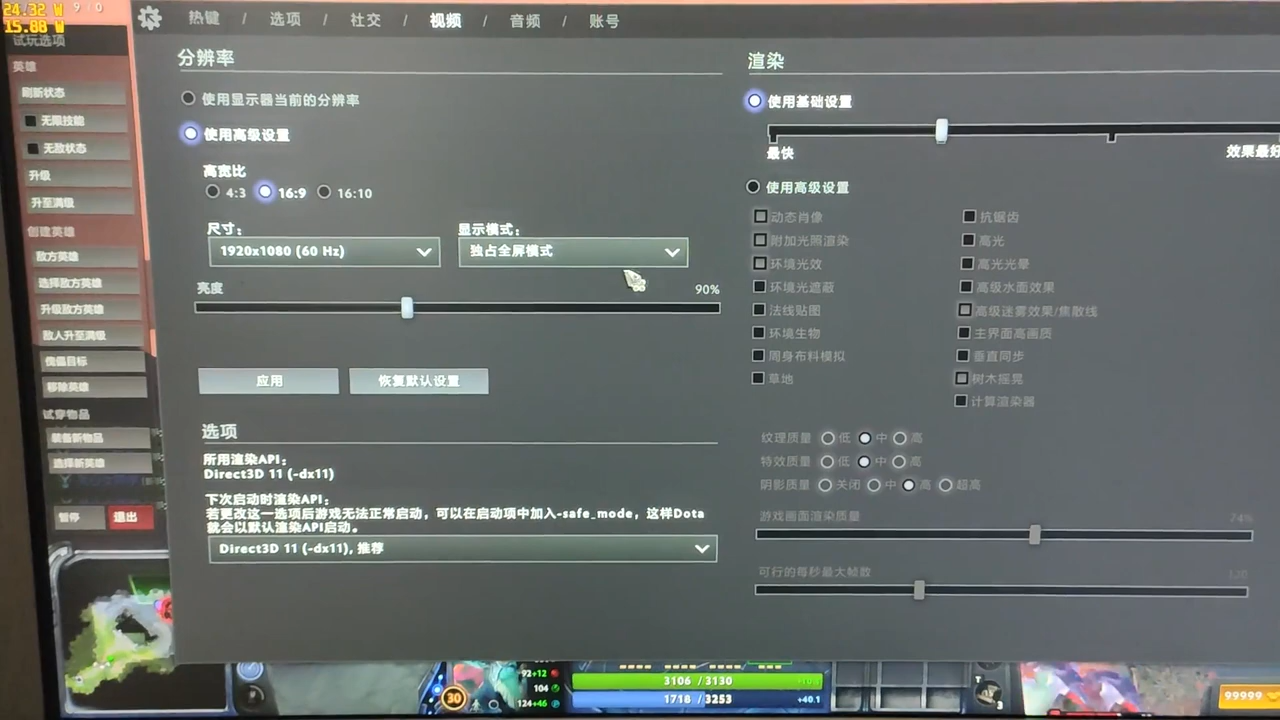 24.32 W
15.88 W
9 : 0
热键 / 选项 / 社交 / 视频 / 音频 / 账号
试玩选项
英雄
刷新状态
无限技能
无敌状态
升级
升至满级
创建英雄
敌方英雄
选择敌方英雄
升级敌方英雄
敌人升至满级
傀儡目标
移除英雄
试穿物品
装备新物品
选择新英雄
暂停
退出
分辨率
使用显示器当前的分辨率
使用高级设置
高宽比
4:3 16:9 16:10
尺寸: 显示模式:
1920x1080 (60 Hz) 独占全屏模式
亮度 90%
应用 恢复默认设置
选项
所用渲染API:
Direct3D 11 (-dx11)
下次启动时渲染API:
若更改这一选项后游戏无法正常启动，可以在启动项中加入-safe_mode，这样Dota
就会以默认渲染API启动。
Direct3D 11 (-dx11), 推荐
渲染
使用基础设置
最快 效果最好
使用高级设置
动态肖像 抗锯齿
附加光照渲染 高光
环境光效 高光光晕
环境光遮蔽 高级水面效果
法线贴图 高级迷雾效果/焦散线
环境生物 主界面高画质
周身布料模拟 垂直同步
草地 树木摇晃
计算渲染器
纹理质量 低 中 高
特效质量 低 中 高
阴影质量 关闭 中 高 超高
游戏画面渲染质量 74%
可行的每秒最大帧数 120
92+12
104
124+46
30
3106 / 3130
1718 / 3253 +40.1
T
3
99999